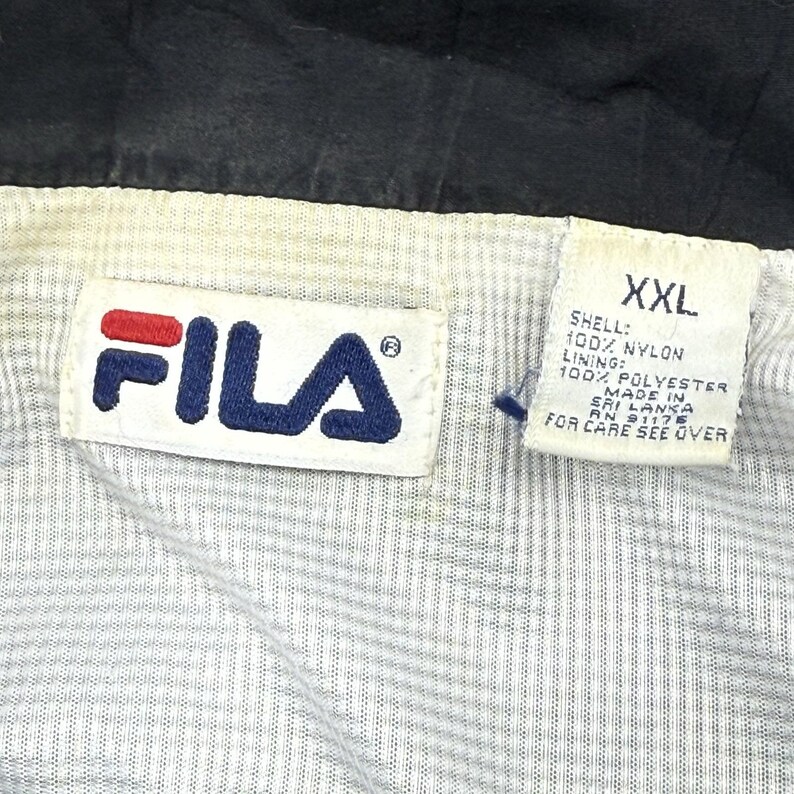 FILA®
XXL
SHELL:
100% NYLON
LINING:
100% POLYESTER
MADE IN
SRI LANKA
RN 91175
FOR CARE SEE OVER